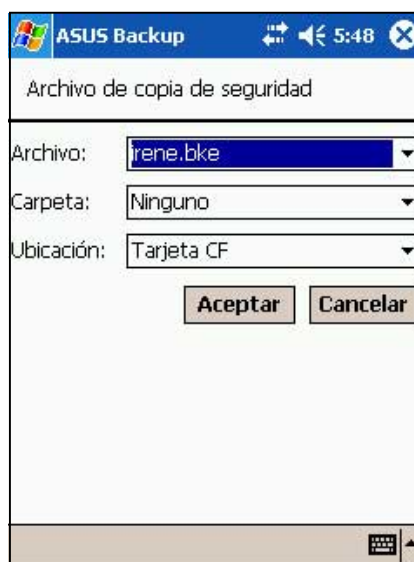 ASUS Backup 5:48
Archivo de copia de seguridad
Archivo: irene.bke
Carpeta: Ninguno
Ubicación: Tarjeta CF
Aceptar Cancelar